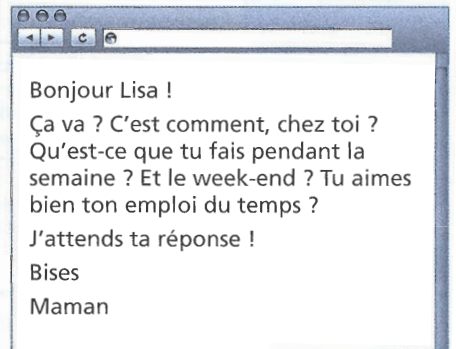 Bonjour Lisa !
Ça va ? C'est comment, chez toi ?
Qu'est-ce que tu fais pendant la
semaine ? Et le week-end ? Tu aimes
bien ton emploi du temps ?
J'attends ta réponse !
Bises
Maman